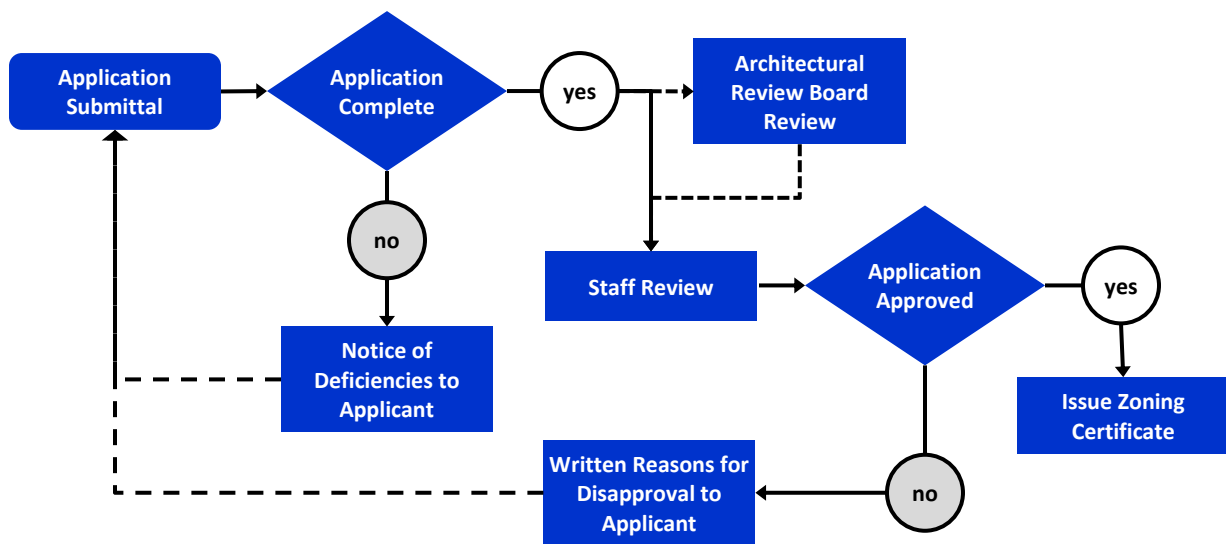 Application
Submittal
Application
Complete
yes
Architectural
Review Board
Review
no
Staff Review
Application
Approved
yes
Notice of
Deficiencies to
Applicant
Issue Zoning
Certificate
Written Reasons for
Disapproval to
Applicant
no